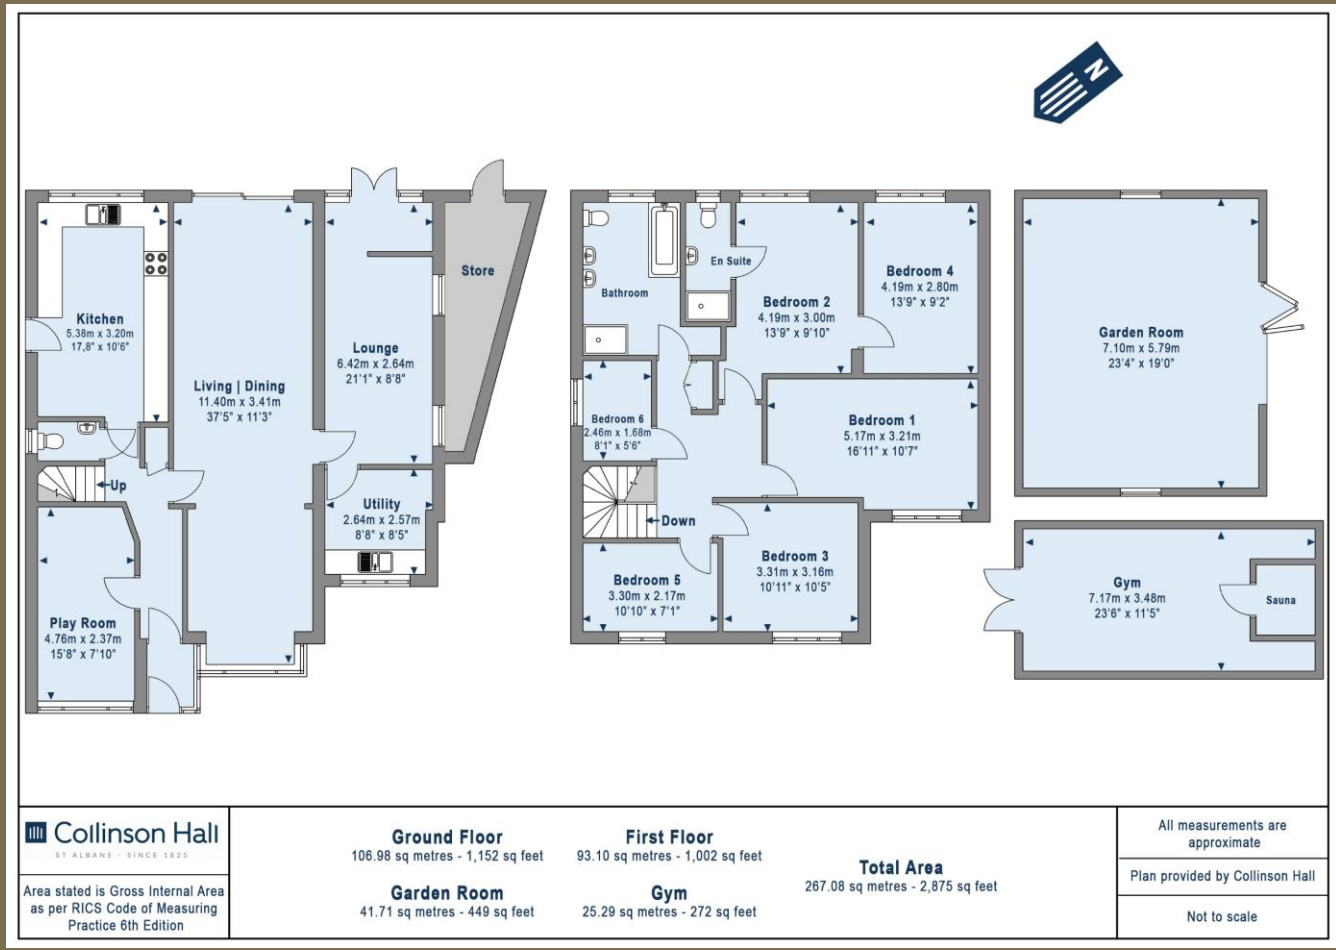 N
Store
Kitchen
5.38m x 3.20m
17,8" x 10'6"
Living | Dining
11.40m x 3.41m
37'5" x 11'3"
Lounge
6.42m x 2.64m
21'1" x 8'8"
Up
Utility
2.64m x 2.57m
8'8" x 8'5"
Play Room
4.76m x 2.37m
15'8" x 7'10"
Bathroom
En Suite
Bedroom 2
4.19m x 3.00m
13'9" x 9'10"
Bedroom 4
4.19m x 2.80m
13'9" x 9'2"
Bedroom 6
2.46m x 1.68m
8'1" x 5'6"
Bedroom 1
5.17m x 3.21m
16'11" x 10'7"
Down
Bedroom 3
3.31m x 3.16m
10'11" x 10'5"
Bedroom 5
3.30m x 2.17m
10'10" x 7'1"
Garden Room
7.10m x 5.79m
23'4" x 19'0"
Gym
7.17m x 3.48m
23'6" x 11'5"
Sauna
Collinson Hall
ST ALBANS - SINCE 1825
Area stated is Gross Internal Area
as per RICS Code of Measuring
Practice 6th Edition
Ground Floor
106.98 sq metres - 1,152 sq feet
First Floor
93.10 sq metres - 1,002 sq feet
Garden Room
41.71 sq metres - 449 sq feet
Gym
25.29 sq metres - 272 sq feet
Total Area
267.08 sq metres - 2,875 sq feet
All measurements are
approximate
Plan provided by Collinson Hall
Not to scale